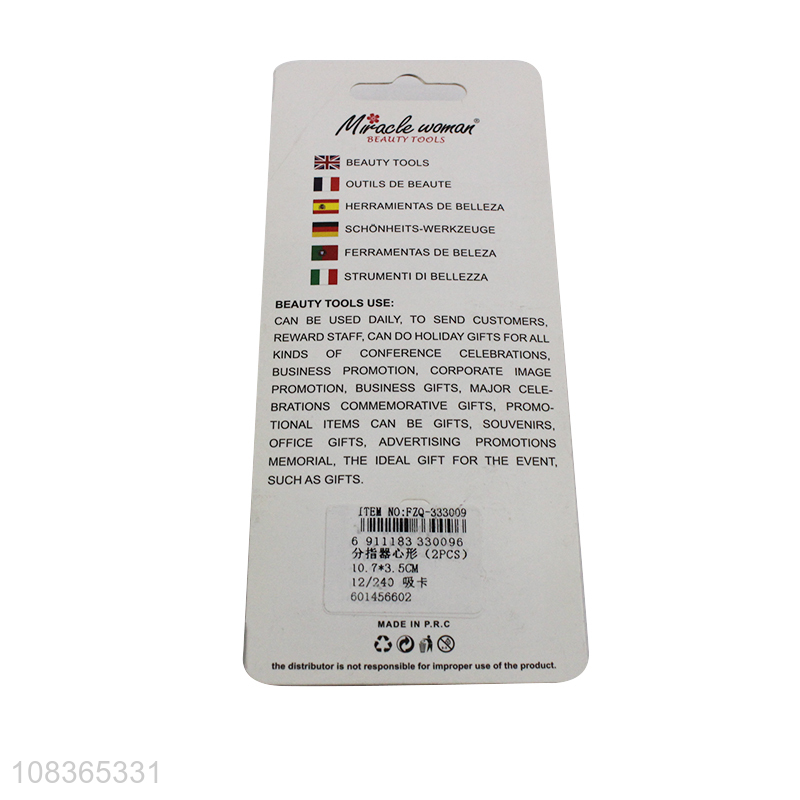 Miracle woman®
BEAUTY TOOLS
BEAUTY TOOLS
OUTILS DE BEAUTE
HERRAMIENTAS DE BELLEZA
SCHÖNHEITS-WERKZEUGE
FERRAMENTAS DE BELEZA
STRUMENTI DI BELLEZZA
BEAUTY TOOLS USE:
CAN BE USED DAILY, TO SEND CUSTOMERS,
REWARD STAFF, CAN DO HOLIDAY GIFTS FOR ALL
KINDS OF CONFERENCE CELEBRATIONS,
BUSINESS PROMOTION, CORPORATE IMAGE
PROMOTION, BUSINESS GIFTS, MAJOR CELE-
BRATIONS COMMEMORATIVE GIFTS, PROMO-
TIONAL ITEMS CAN BE GIFTS, SOUVENIRS,
OFFICE GIFTS, ADVERTISING PROMOTIONS
MEMORIAL, THE IDEAL GIFT FOR THE EVENT,
SUCH AS GIFTS.
ITEM NO:FZQ-333009
6 911183 330096
分指器心形 (2PCS)
10.7*3.5CM
12/240 吸卡
601456602
MADE IN P.R.C
the distributor is not responsible for improper use of the product.
108365331